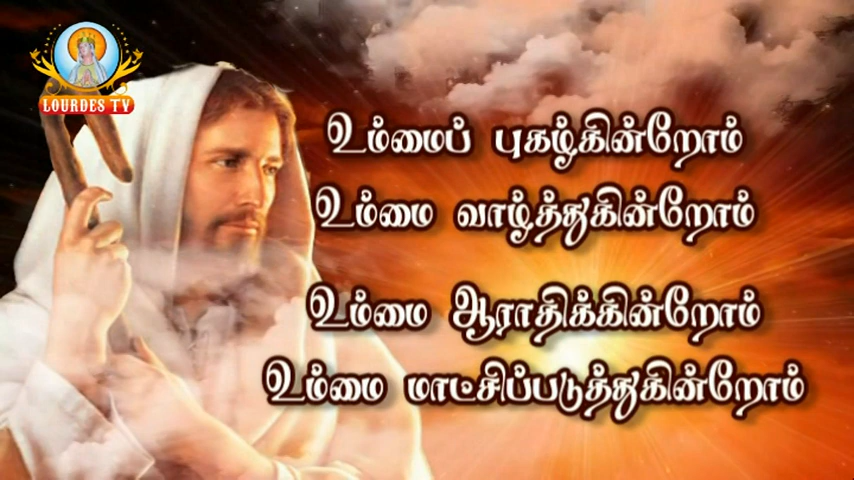 LOURDES TV
உம்மைப் புகழ்கின்றோம்
உம்மை வாழ்த்துகின்றோம்
உம்மை ஆராதிக்கின்றோம்
உம்மை மாட்சிப்படுத்துகின்றோம்